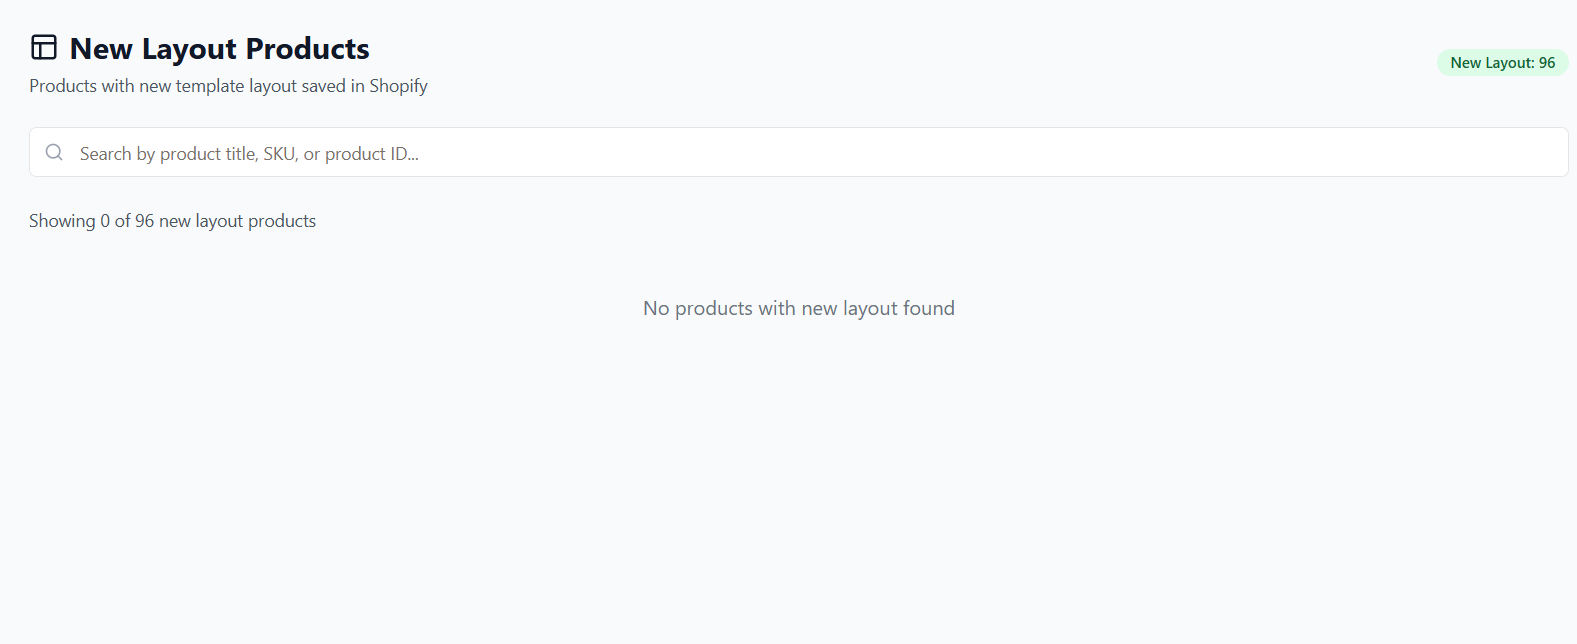 New Layout Products
Products with new template layout saved in Shopify
New Layout: 96
Search by product title, SKU, or product ID...
Showing 0 of 96 new layout products
No products with new layout found